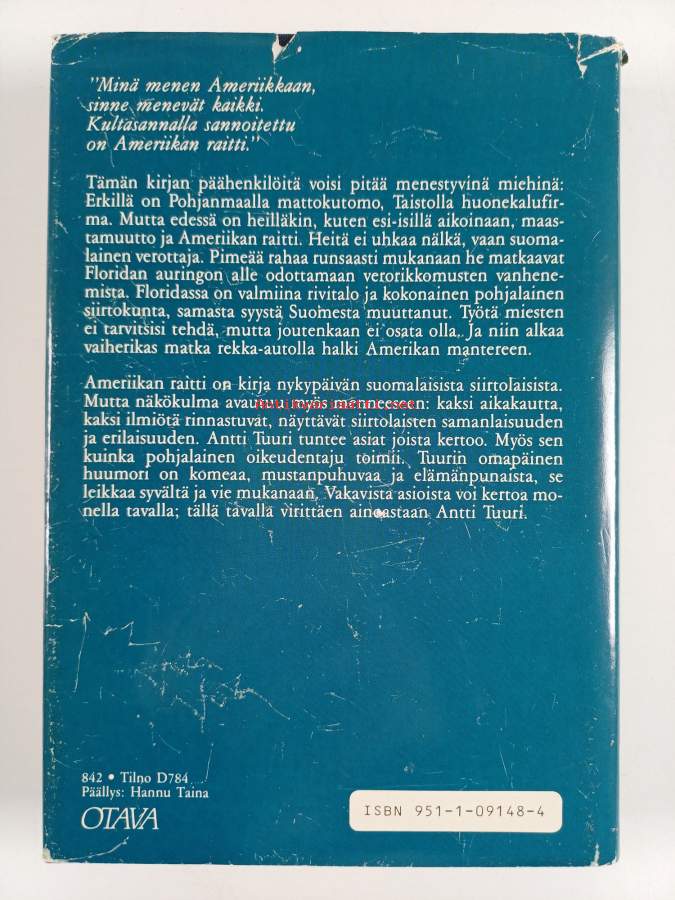 "Minä menen Ameriikkaan,
sinne menevät kaikki.
Kultasannalla sannoitettu
on Ameriikan raitti."
Tämän kirjan päähenkilöitä voisi pitää menestyvinä miehinä:
Erkillä on Pohjanmaalla mattokutomo, Taistolla huonekalufir-
ma. Mutta edessä on heilläkin, kuten esi-isillä aikoinaan, maas-
tamuutto ja Ameriikan raitti. Heitä ei uhkaa nälkä, vaan suoma-
lainen verottaja. Pimeää rahaa runsaasti mukanaan he matkaavat
Floridan auringon alle odottamaan verorikkomusten vanhene-
mista. Floridassa on valmiina rivitalo ja kokonainen pohjalainen
siirtokunta, samasta syystä Suomesta muuttanut. Työtä miesten
ei tarvitsisi tehdä, mutta joutenkaan ei osata olla. Ja niin alkaa
vaiherikas matka rekka-autolla halki Amerikan mantereen.
Ameriikan raitti on kirja nykypäivän suomalaisista siirtolaisista.
Mutta näkökulma avautuu myös menneeseen: kaksi aikakautta,
kaksi ilmiötä rinnastuvat, näyttävät siirtolaisten samanlaisuuden
ja erilaisuuden. Antti Tuuri tuntee asiat joista kertoo. Myös sen
kuinka pohjalainen oikeudentaju toimii. Tuurin omapäinen
huumori on komeaa, mustanpuhuvaa ja elämänpunaista, se
leikkaa syvältä ja vie mukanaan. Vakavista asioista voi kertoa mo-
nella tavalla; tällä tavalla virittäen ainoastaan Antti Tuuri.
842 • Tilno D784
Päällys: Hannu Taina
OTAVA
ISBN 951-1-09148-4